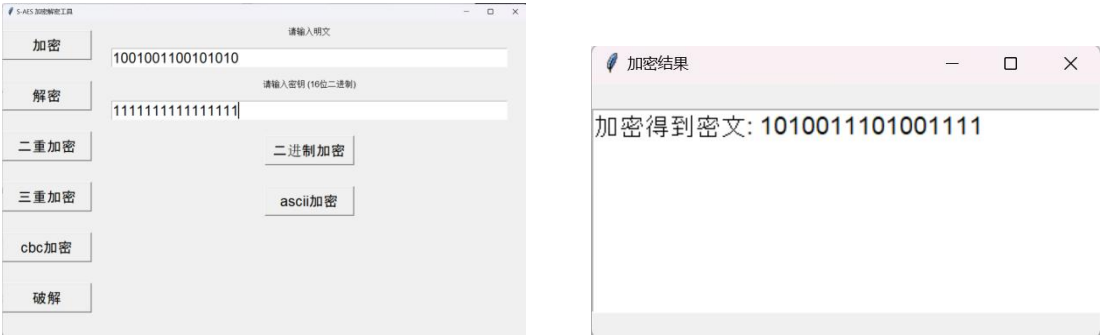 S-AES 加密解密工具
加密
请输入明文
1001001100101010
解密
请输入密钥 (16位二进制)
1111111111111111
二重加密
二进制加密
三重加密
ascii加密
cbc加密
破解
加密结果
加密得到密文: 1010011101001111